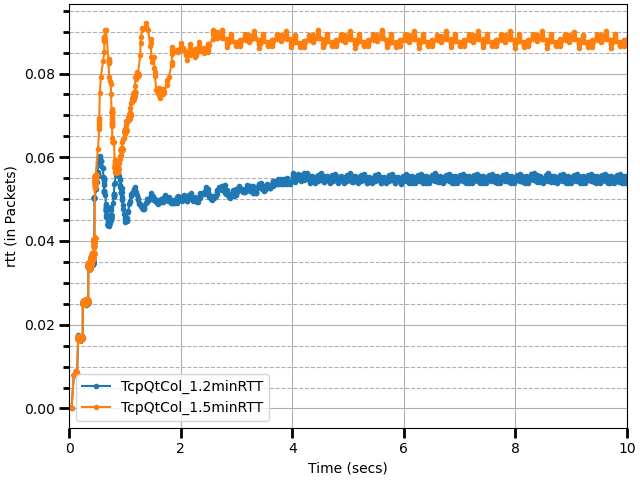 0.08
0.06
0.04
0.02
0.00
rtt (in Packets)
TcpQtCol_1.2minRTT
TcpQtCol_1.5minRTT
0 2 4 6 8 10
Time (secs)